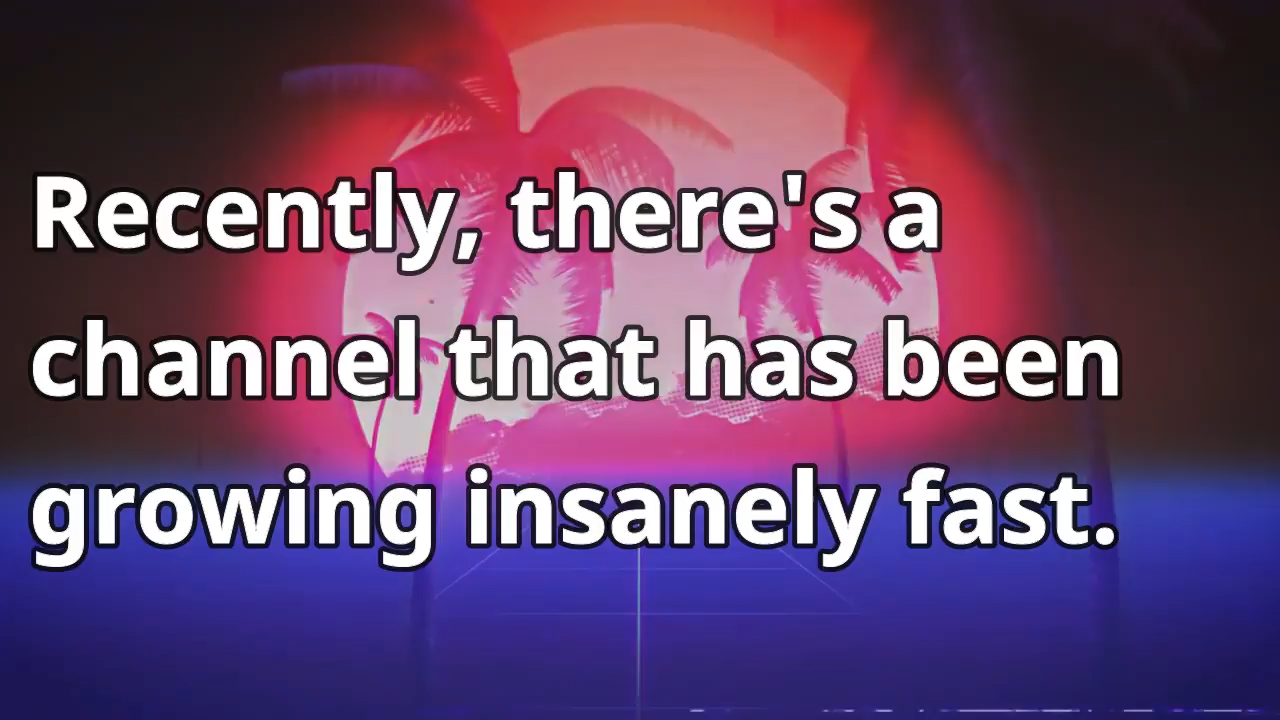 Recently, there's a
channel that has been
growing insanely fast.